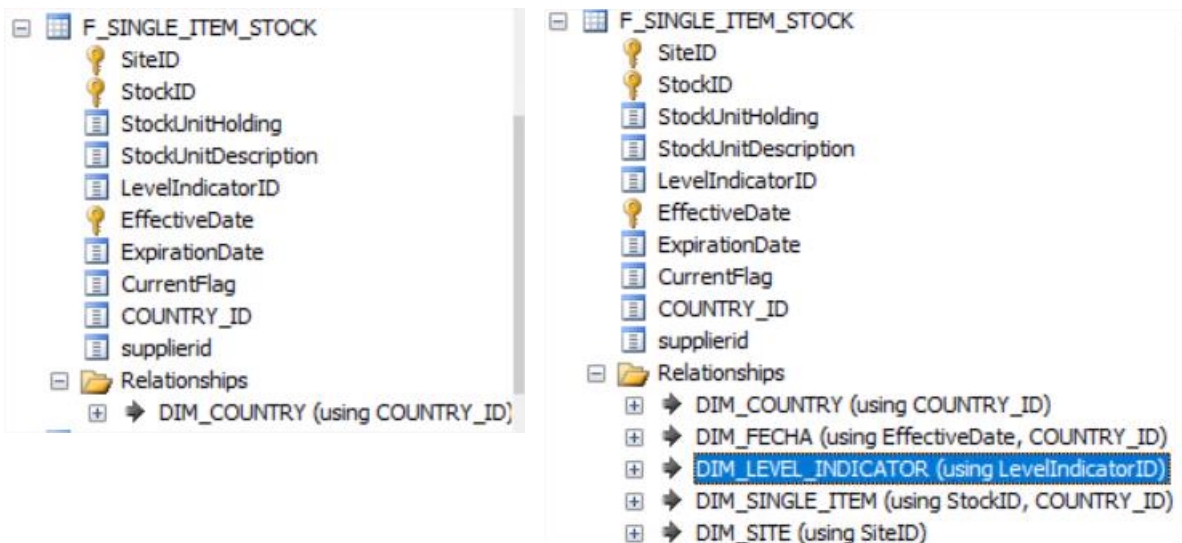 F_SINGLE_ITEM_STOCK
SiteID
StockID
StockUnitHolding
StockUnitDescription
LevelIndicatorID
EffectiveDate
ExpirationDate
CurrentFlag
COUNTRY_ID
supplierid
Relationships
DIM_COUNTRY (using COUNTRY_ID)
F_SINGLE_ITEM_STOCK
SiteID
StockID
StockUnitHolding
StockUnitDescription
LevelIndicatorID
EffectiveDate
ExpirationDate
CurrentFlag
COUNTRY_ID
supplierid
Relationships
DIM_COUNTRY (using COUNTRY_ID)
DIM_FECHA (using EffectiveDate, COUNTRY_ID)
DIM_LEVEL_INDICATOR (using LevelIndicatorID)
DIM_SINGLE_ITEM (using StockID, COUNTRY_ID)
DIM_SITE (using SiteID)